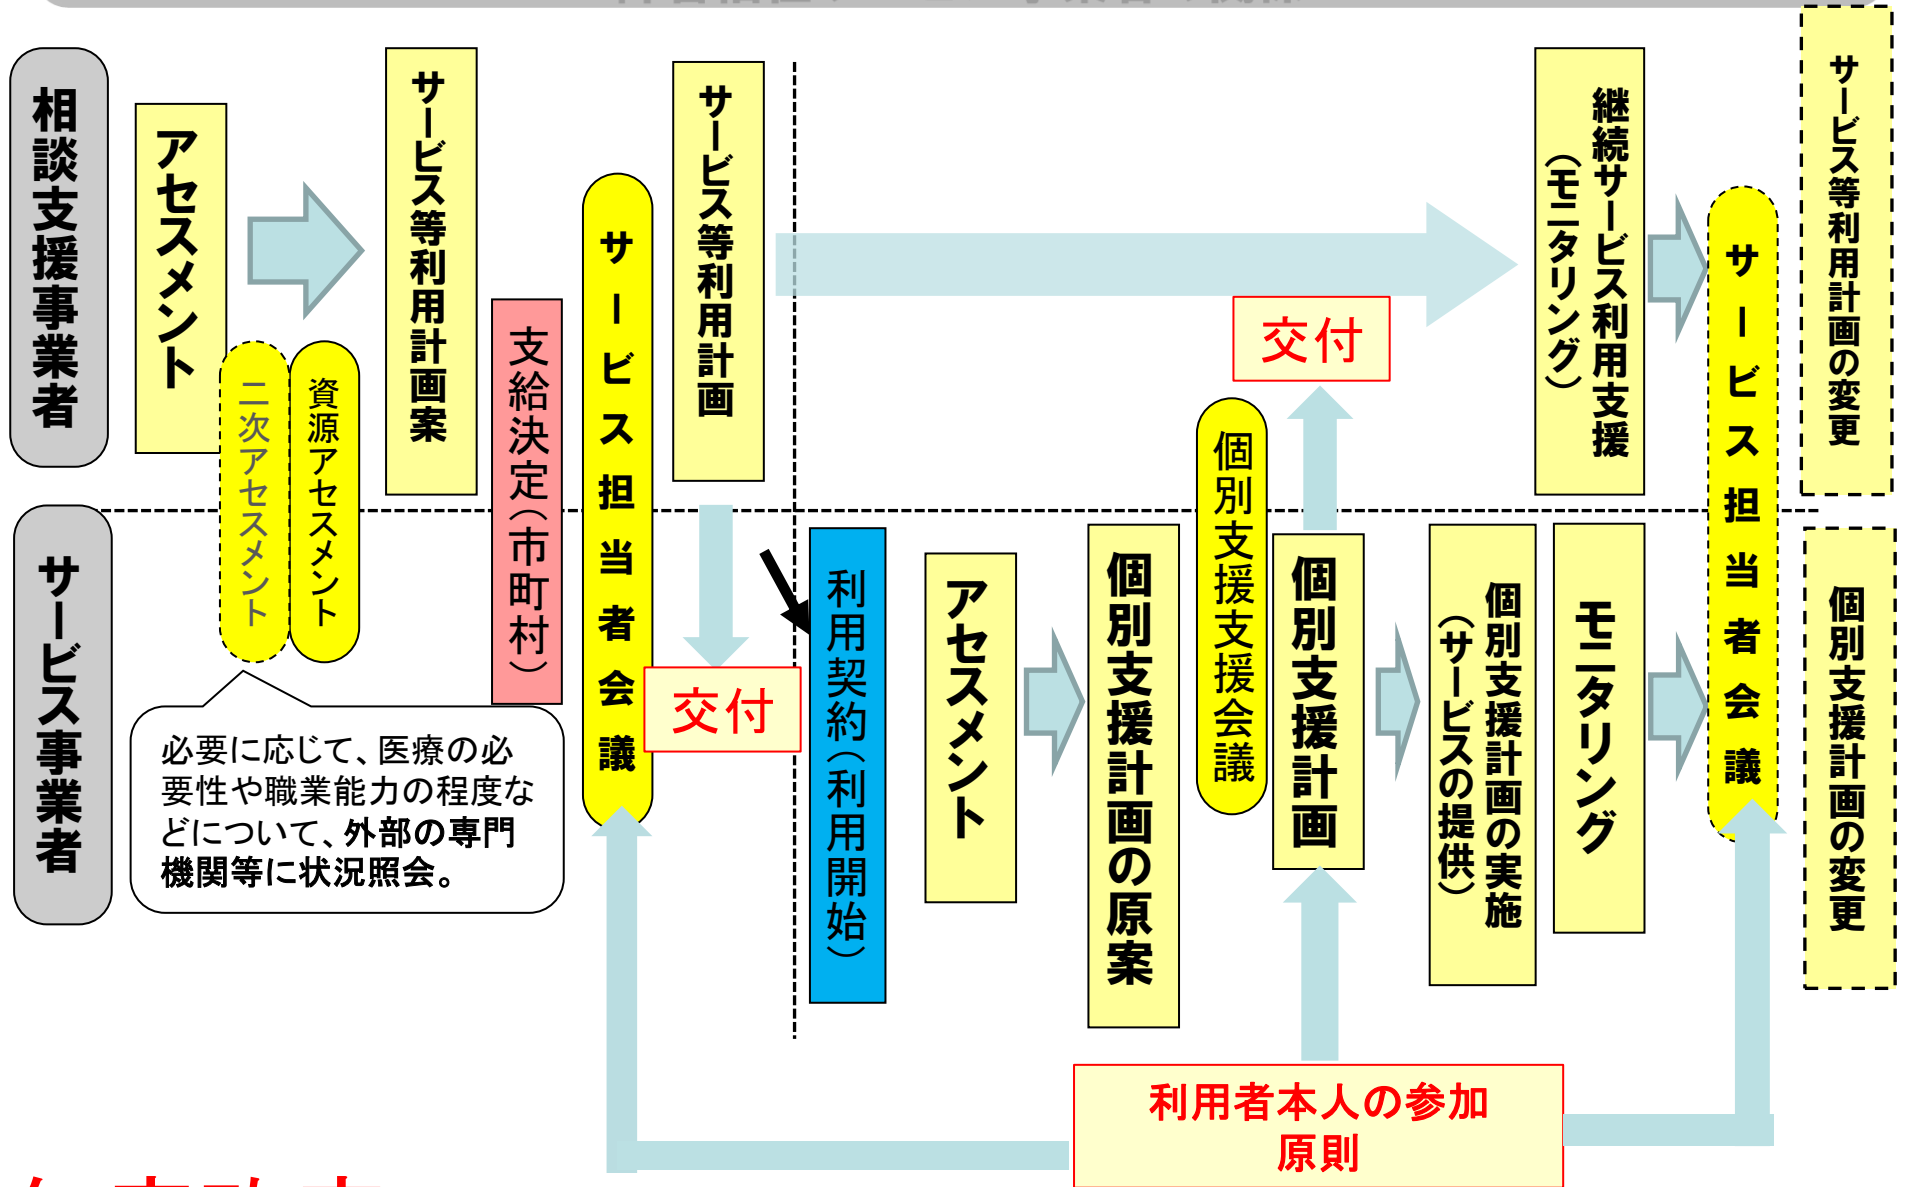 相談支援事業者
アセスメント
二次アセスメント
資源アセスメント
サービス等利用計画案
支給決定(市町村)
サービス担当者会議
サービス等利用計画
交付
継続サービス利用支援
(モニタリング)
サービス担当者会議
サービス等利用計画の変更
サービス事業者
必要に応じて、医療の必
要性や職業能力の程度な
どについて、外部の専門
機関等に状況照会。
交付
利用契約(利用開始)
アセスメント
個別支援計画の原案
個別支援会議
個別支援計画
個別支援計画の実施
(サービスの提供)
モニタリング
個別支援計画の変更
利用者本人の参加
原則